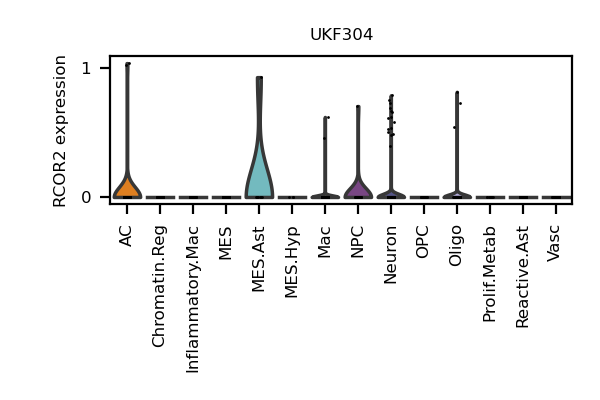 UKF304
RCOR2 expression
1
0
AC
Chromatin.Reg
Inflammatory.Mac
MES
MES.Ast
MES.Hyp
Mac
NPC
Neuron
OPC
Oligo
Prolif.Metab
Reactive.Ast
Vasc